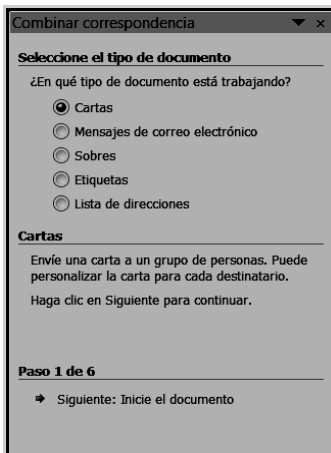 Combinar correspondencia
Seleccione el tipo de documento
¿En qué tipo de documento está trabajando?
Cartas
Mensajes de correo electrónico
Sobres
Etiquetas
Lista de direcciones
Cartas
Envíe una carta a un grupo de personas. Puede
personalizar la carta para cada destinatario.
Haga clic en Siguiente para continuar.
Paso 1 de 6
Siguiente: Inicie el documento